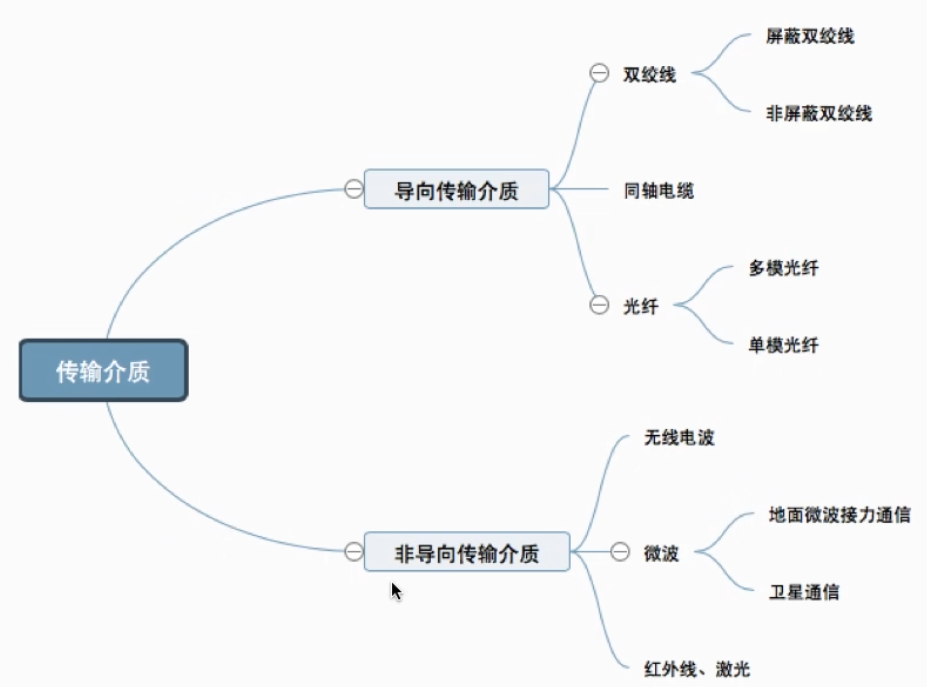 传输介质
导向传输介质
双绞线
屏蔽双绞线
非屏蔽双绞线
同轴电缆
光纤
多模光纤
单模光纤
非导向传输介质
无线电波
微波
地面微波接力通信
卫星通信
红外线、激光